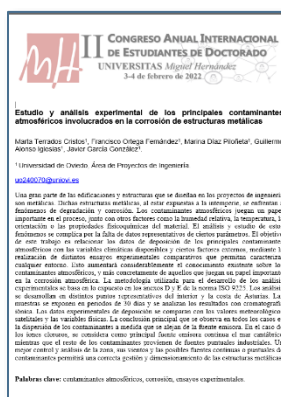 II CONGRESO ANUAL INTERNACIONAL
DE ESTUDIANTES DE DOCTORADO
UNIVERSITAS Miguel Hernández
3-4 de febrero de 2022
Estudio y análisis experimental de los principales contaminantes
atmosféricos involucrados en la corrosión de estructuras metálicas
Marta Terrados Cristos¹, Francisco Ortega Fernández¹, Marina Díaz Piloñeta¹, Guillermo
Alonso Iglesias¹, Javier García González¹.
¹ Universidad de Oviedo. Área de Proyectos de Ingeniería
uo240070@uniovi.es
Una gran parte de las edificaciones y estructuras que se diseñan en los proyectos de ingeniería
son metálicas. Dichas estructuras metálicas, al estar expuestas a la intemperie, se enfrentan a
fenómenos de degradación y corrosión. Los contaminantes atmosféricos juegan un papel
importante en el proceso, junto con otros factores como la humedad relativa, la temperatura, la
orientación o las propiedades fisicoquímicas del material. El análisis y estudio de estos
fenómenos se complica por la falta de datos representativos de ciertos parámetros. El objetivo
de este trabajo es relacionar los datos de deposición de los principales contaminantes
atmosféricos con las variables climáticas disponibles y ciertos factores externos, mediante la
realización de distintos ensayos experimentales comparativos que permitan caracterizar
cualquier entorno. Esto aumentará considerablemente el conocimiento existente sobre los
contaminantes atmosféricos, y más concretamente de aquellos que juegan un papel importante
en la corrosión atmosférica. La metodología utilizada para el desarrollo de los análisis
experimentales se basa en lo expuesto en los anexos D y E de la norma ISO 9225. Los análisis
se desarrollan en distintos puntos representativos del interior y la costa de Asturias. Las
muestras se exponen en periodos de 30 días y se analizan los resultados con cromatografía
iónica. Los datos experimentales de deposición se comparan con los valores meteorológicos
satelitales y las variables físicas. La conclusión principal que se observa en todos los casos es
la dispersión de los contaminantes a medida que se alejan de la fuente emisora. En el caso de
los iones cloruros, se considera como principal fuente emisora continua el mar cantábrico
mientras que el resto de los contaminantes provienen de fuentes puntuales industriales. Un
mejor control y análisis de la zona, sus vientos y las posibles fuentes continuas o puntuales de
contaminantes permitirá una correcta gestión y dimensionamiento de las estructuras metálicas.
Palabras clave: contaminantes atmosféricos, corrosión, ensayos experimentales.